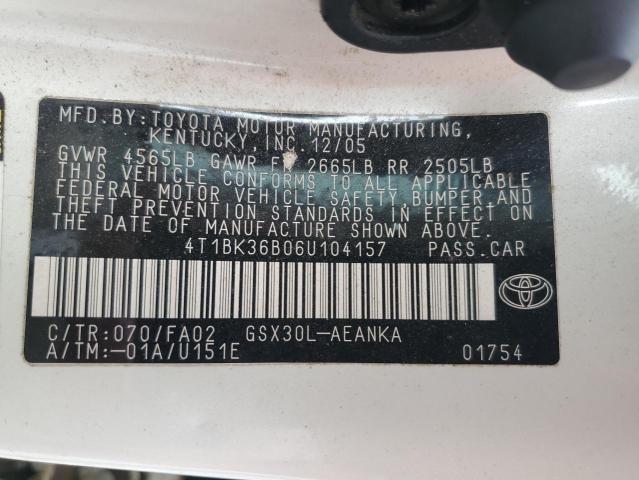 MFD.BY:TOYOTA MOTOR MANUFACTURING,
KENTUCKY,INC.12/05
GVWR 4565LB GAWR FR 2665LB RR 2505LB
THIS VEHICLE CONFORMS TO ALL APPLICABLE
FEDERAL MOTOR VEHICLE SAFETY,BUMPER,AND
THEFT PREVENTION STANDARDS IN EFFECT ON
THE DATE OF MANUFACTURE SHOWN ABOVE.
4T1BK36B06U104157 PASS.CAR
C/TR:070/FA02 GSX30L-AEANKA
A/TM:-01A/U151E 01754